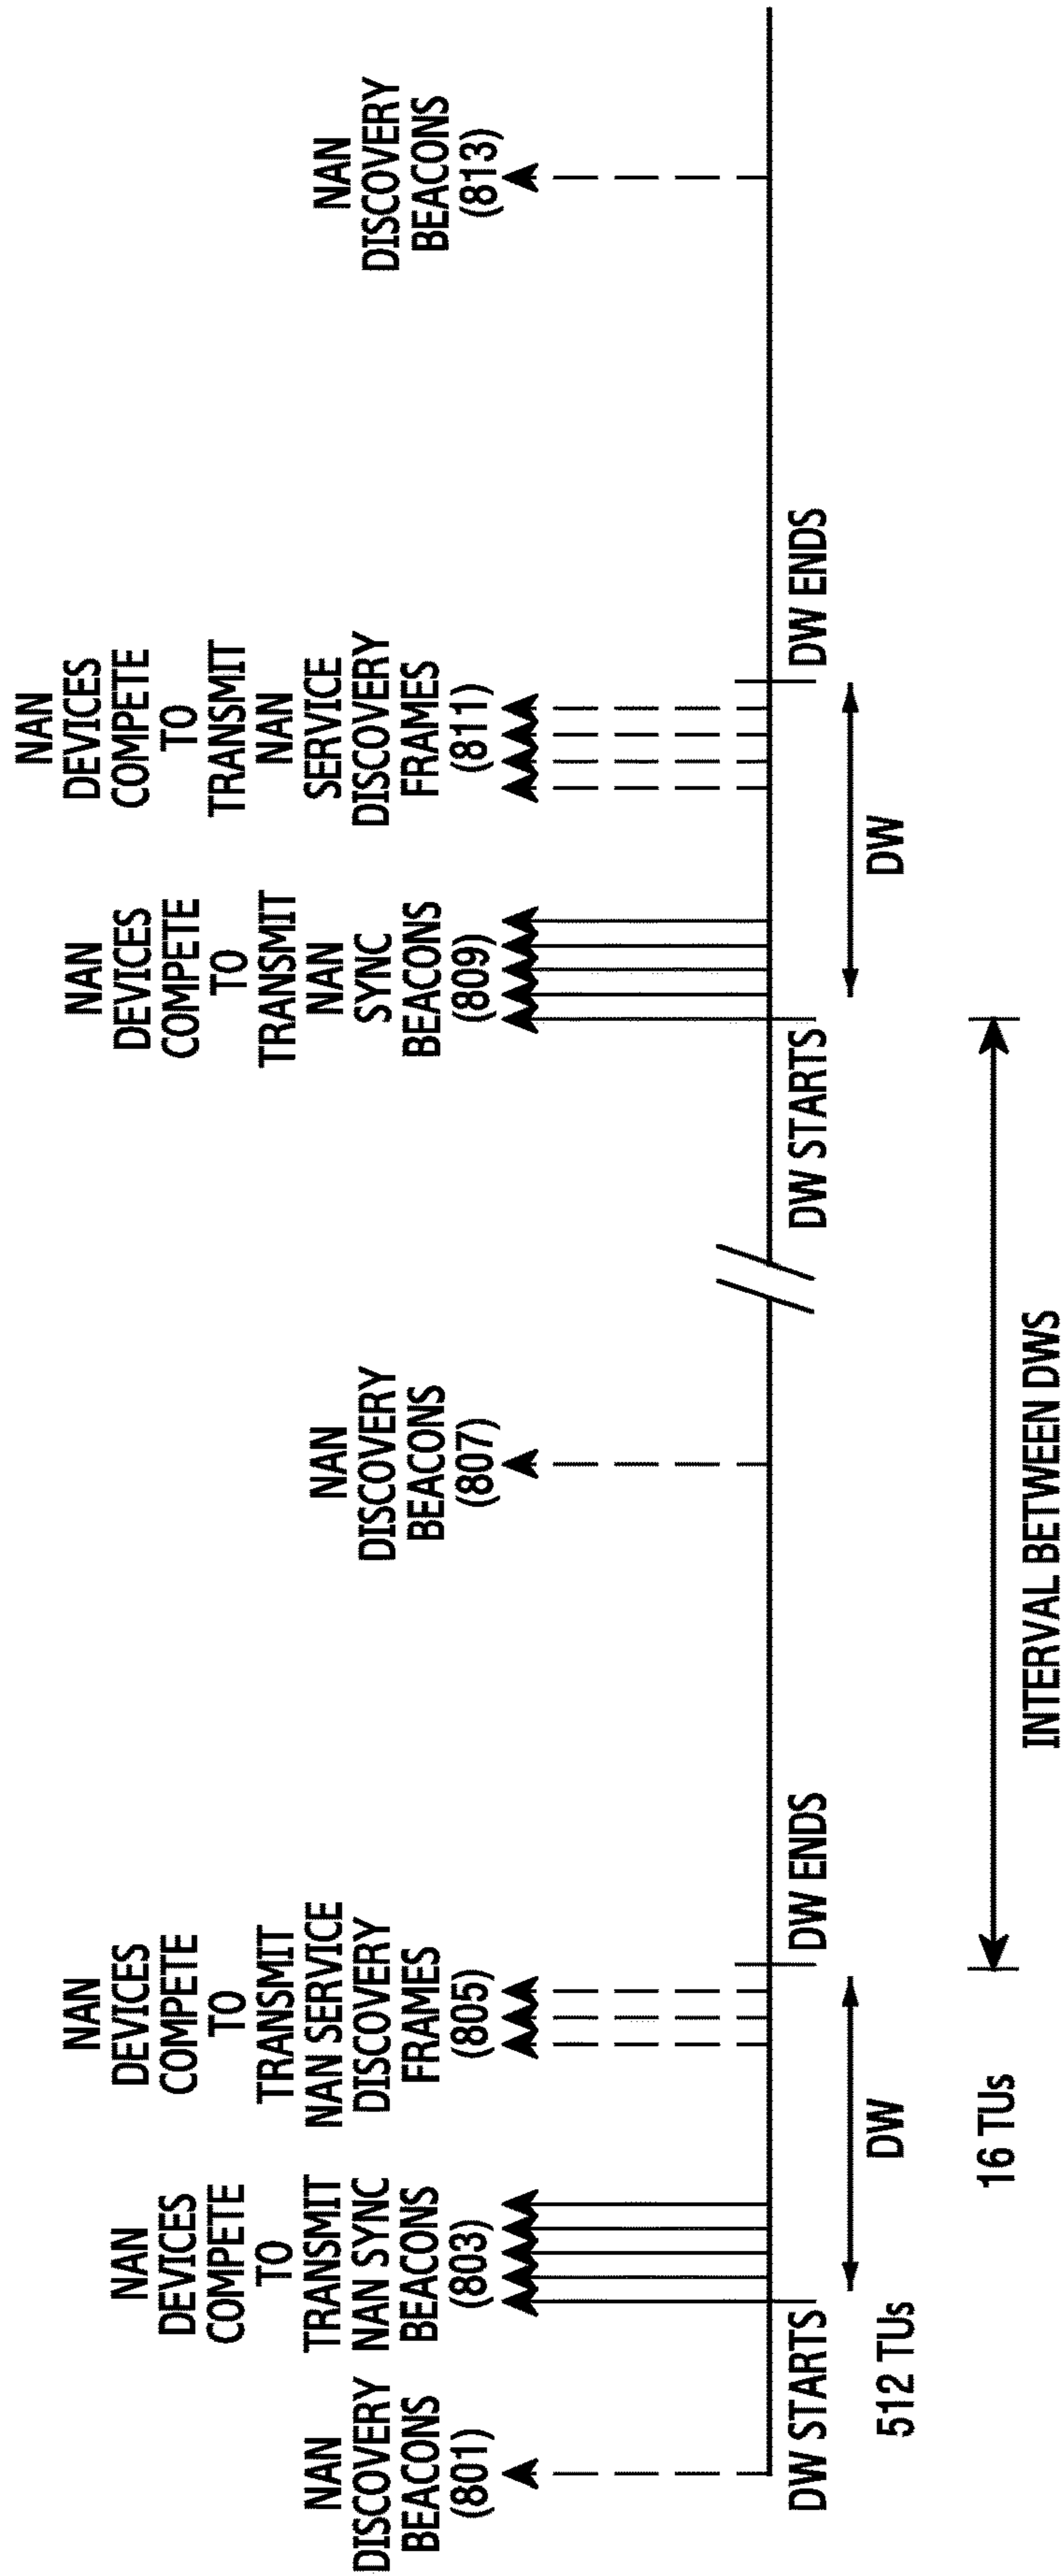 NAN
DISCOVERY
BEACONS
(801)
NAN
DEVICES
COMPETE
TO
TRANSMIT
NAN SYNC
BEACONS
(803)
NAN
DEVICES
COMPETE
TO
TRANSMIT
NAN SERVICE
DISCOVERY
FRAMES
(805)
NAN
DISCOVERY
BEACONS
(807)
NAN
DEVICES
COMPETE
TO
TRANSMIT
NAN
SYNC
BEACONS
(809)
NAN
DEVICES
COMPETE
TO
TRANSMIT
NAN
SERVICE
DISCOVERY
FRAMES
(811)
NAN
DISCOVERY
BEACONS
(813)
DW STARTS
DW ENDS
DW STARTS
DW ENDS
DW
DW
512 TUs
16 TUs
INTERVAL BETWEEN DWS